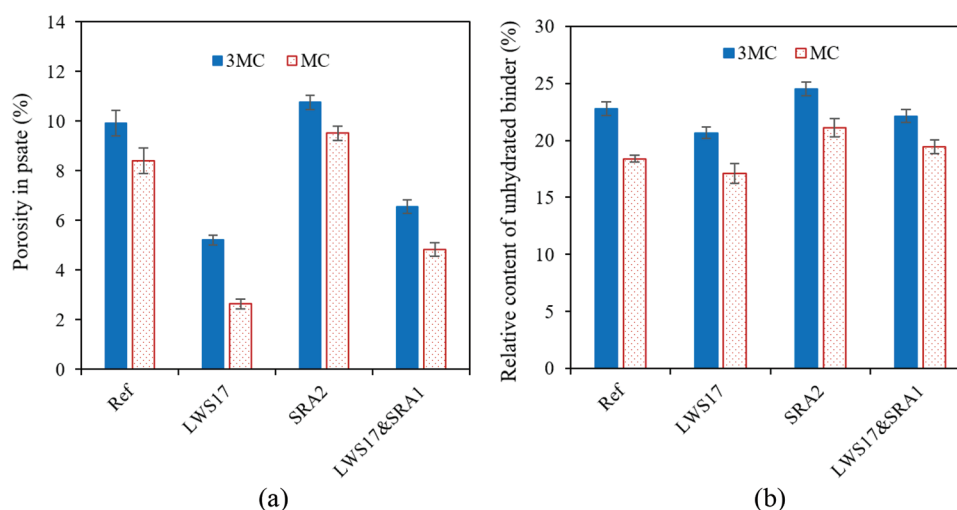 Porosity in psate (%)
14
12
10
8
6
4
2
0
3MC MC
Ref
LWS17
SRA2
LWS17&SRA1
(a)
Relative content of unhydrated binder (%)
30
25
20
15
10
5
0
3MC MC
Ref
LWS17
SRA2
LWS17&SRA1
(b)